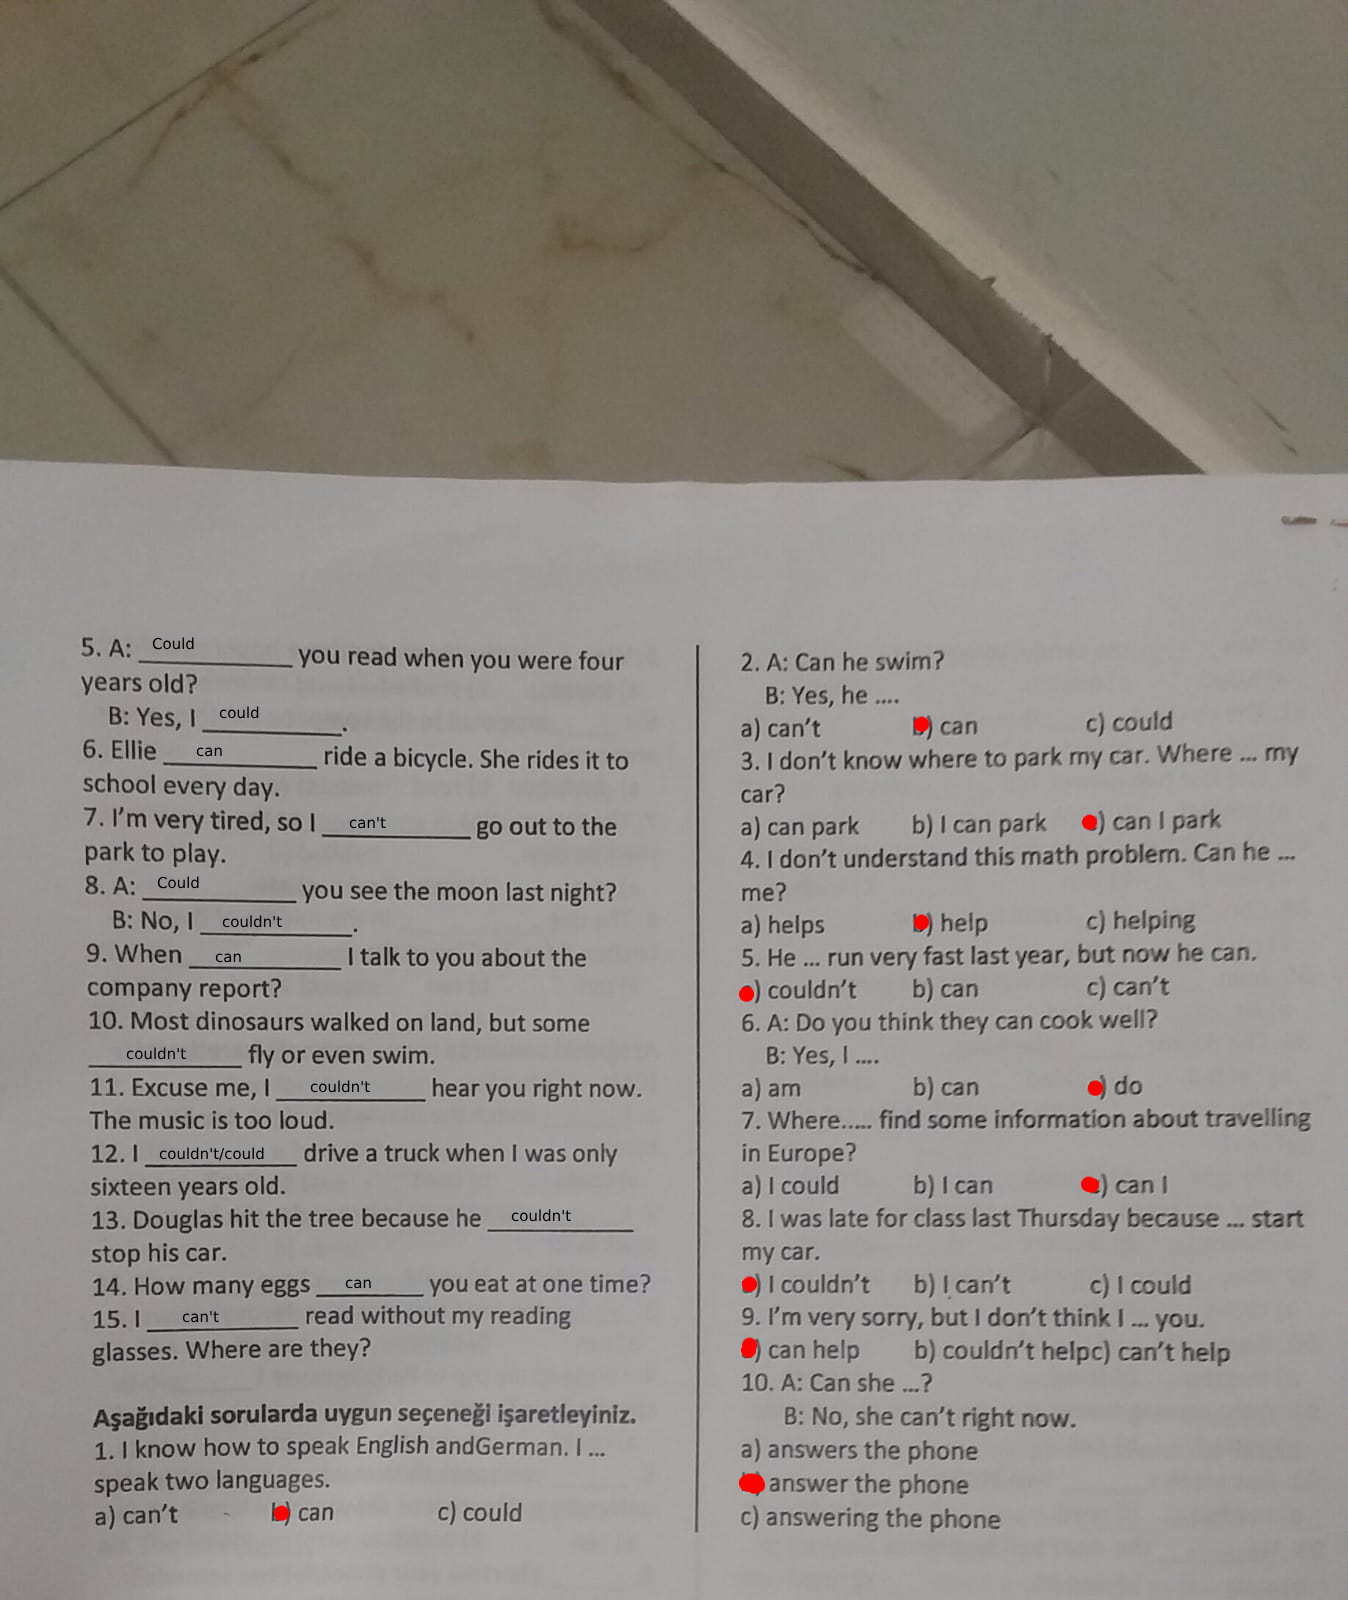 5. A: Could you read when you were four
years old?
B: Yes, I could.
6. Ellie can ride a bicycle. She rides it to
school every day.
7. I'm very tired, so I can't go out to the
park to play.
8. A: Could you see the moon last night?
B: No, I couldn't.
9. When can I talk to you about the
company report?
10. Most dinosaurs walked on land, but some
couldn't fly or even swim.
11. Excuse me, I couldn't hear you right now.
The music is too loud.
12. I couldn't/could drive a truck when I was only
sixteen years old.
13. Douglas hit the tree because he couldn't
stop his car.
14. How many eggs can you eat at one time?
15. I can't read without my reading
glasses. Where are they?
Aşağıdaki sorularda uygun seçeneği işaretleyiniz.
1. I know how to speak English andGerman. I ...
speak two languages.
a) can't b) can c) could
2. A: Can he swim?
B: Yes, he ....
a) can't b) can c) could
3. I don't know where to park my car. Where ... my
car?
a) can park b) I can park c) can I park
4. I don't understand this math problem. Can he ...
me?
a) helps b) help c) helping
5. He ... run very fast last year, but now he can.
a) couldn't b) can c) can't
6. A: Do you think they can cook well?
B: Yes, I ....
a) am b) can c) do
7. Where..... find some information about travelling
in Europe?
a) I could b) I can c) can I
8. I was late for class last Thursday because ... start
my car.
a) I couldn't b) I can't c) I could
9. I'm very sorry, but I don't think I ... you.
a) can help b) couldn't helpc) can't help
10. A: Can she ...?
B: No, she can't right now.
a) answers the phone
b) answer the phone
c) answering the phone